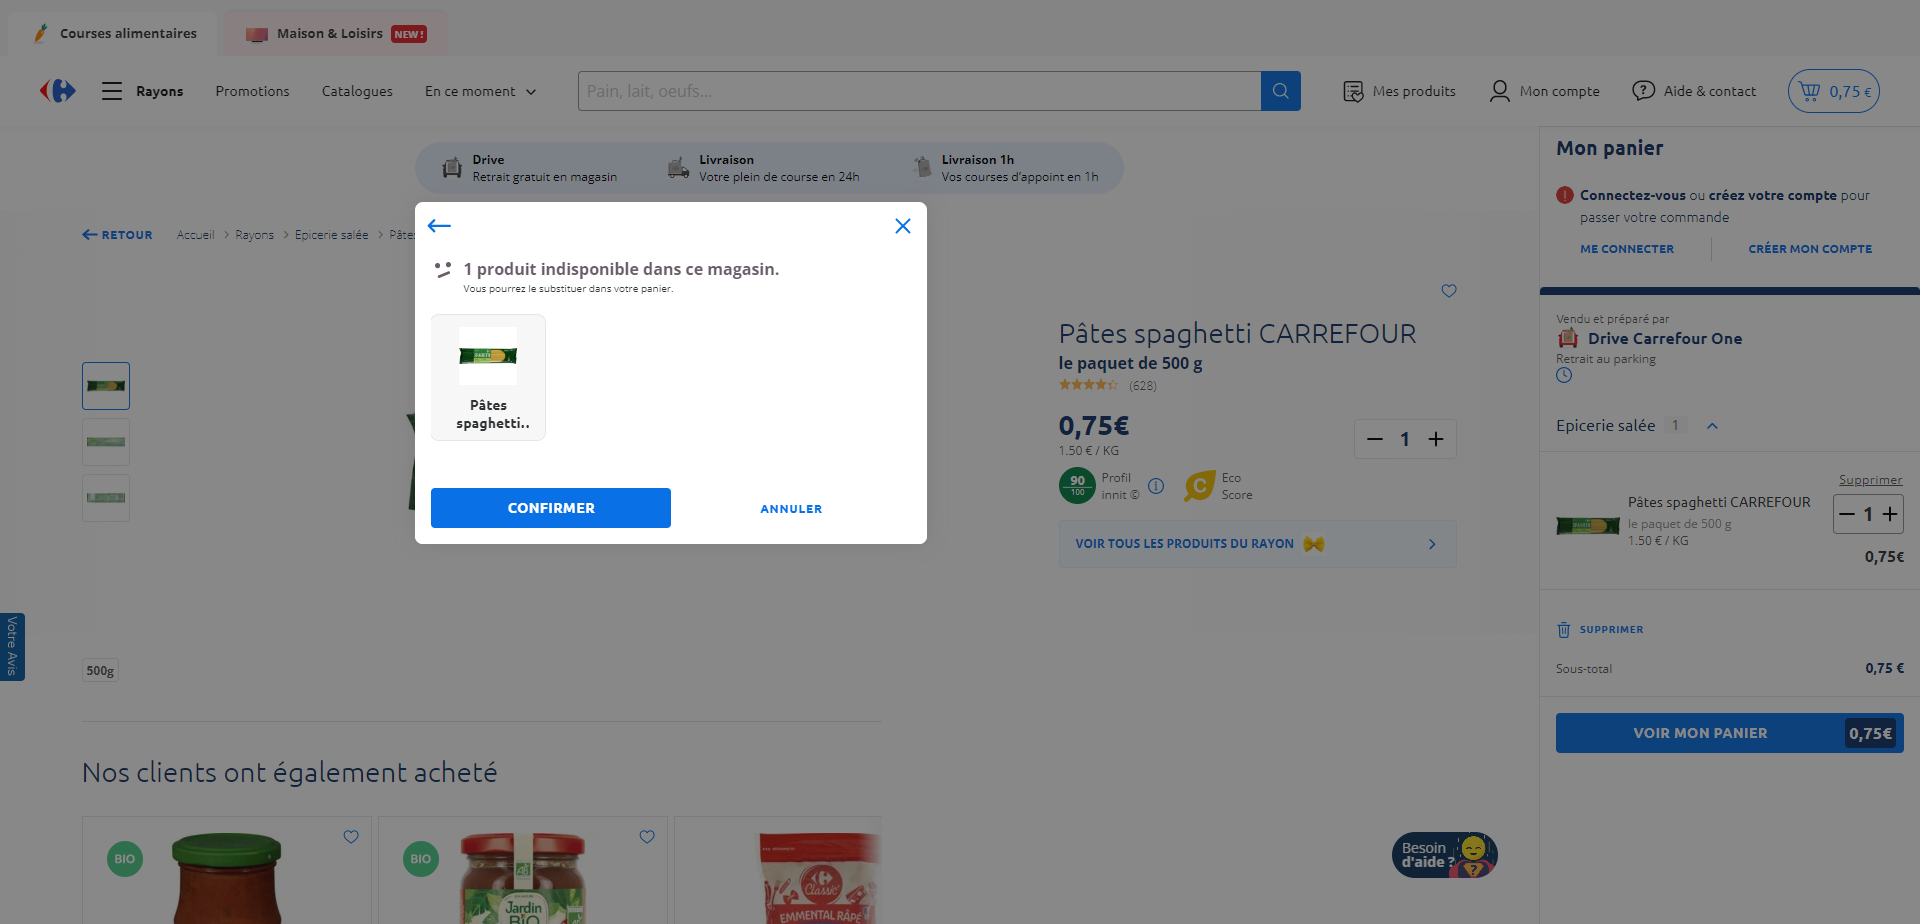 Courses alimentaires
Maison & Loisirs NEW !
Rayons
Promotions
Catalogues
En ce moment
Pain, lait, oeufs...
Mes produits
Mon compte
Aide & contact
0,75 €
Drive
Retrait gratuit en magasin
Livraison
Votre plein de course en 24h
Livraison 1h
Vos courses d'appoint en 1h
RETOUR
Accueil
Rayons
Epicerie salée
Pâte
1 produit indisponible dans ce magasin.
Vous pourrez le substituer dans votre panier.
Pâtes
spaghetti..
CONFIRMER
ANNULER
Pâtes spaghetti CARREFOUR
le paquet de 500 g
(628)
0,75€
1.50 € / KG
1
90
100
Profil
innit ©
C
Eco
Score
VOIR TOUS LES PRODUITS DU RAYON
Votre Avis
500g
Nos clients ont également acheté
BIO
BIO
Jardin
BiO
AB
Classic'
EMMENTAL RÂPÉ
Mon panier
Connectez-vous ou créez votre compte pour
passer votre commande
ME CONNECTER
CRÉER MON COMPTE
Vendu et préparé par
Drive Carrefour One
Retrait au parking
Epicerie salée 1
Supprimer
Pâtes spaghetti CARREFOUR
le paquet de 500 g
1.50 € / KG
1
0,75€
SUPPRIMER
Sous-total
0,75 €
VOIR MON PANIER
0,75€
Besoin
d'aide ?